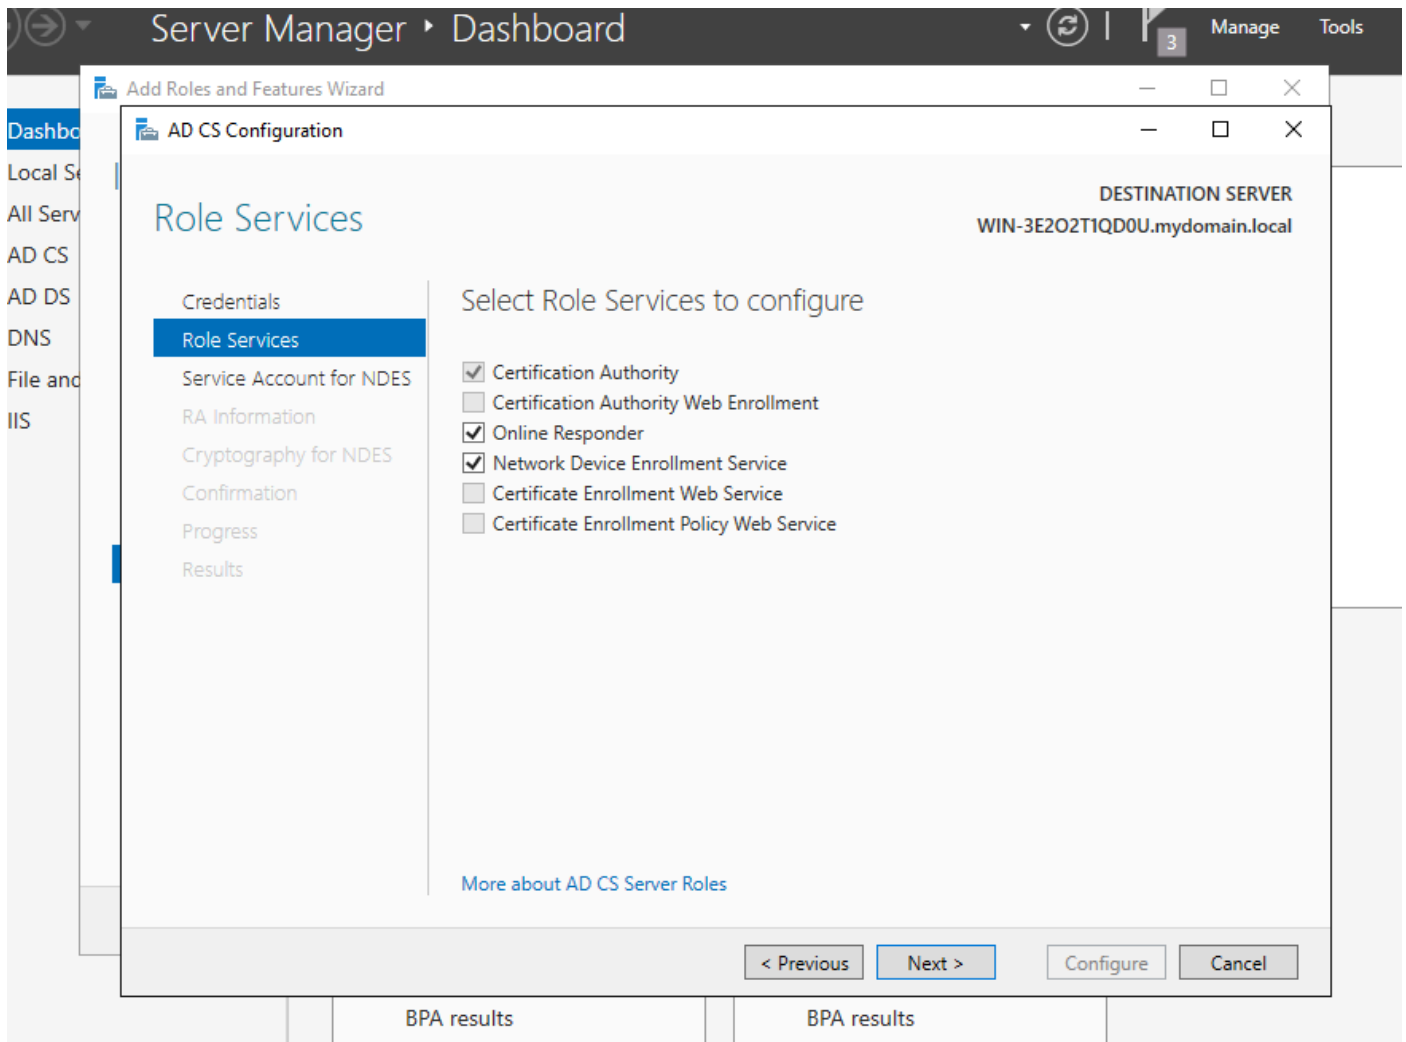 Server Manager ‣ Dashboard
3
Manage
Tools
Add Roles and Features Wizard
AD CS Configuration
Dashbo
Local Se
All Serv
AD CS
AD DS
DNS
File and
IIS
Role Services
DESTINATION SERVER
WIN-3E2O2T1QD0U.mydomain.local
Credentials
Role Services
Service Account for NDES
RA Information
Cryptography for NDES
Confirmation
Progress
Results
Select Role Services to configure
Certification Authority
Certification Authority Web Enrollment
Online Responder
Network Device Enrollment Service
Certificate Enrollment Web Service
Certificate Enrollment Policy Web Service
More about AD CS Server Roles
< Previous
Next >
Configure
Cancel
BPA results
BPA results